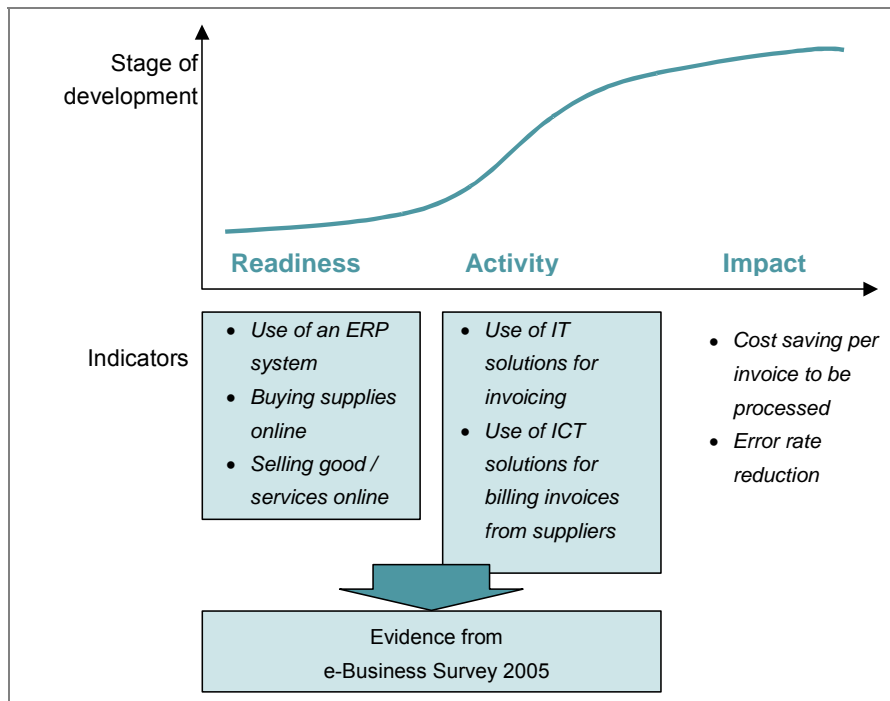 Stage of
development
Readiness
Activity
Impact
Indicators
• Use of an ERP
system
• Buying supplies
online
• Selling good /
services online
• Use of IT
solutions for
invoicing
• Use of ICT
solutions for
billing invoices
from suppliers
• Cost saving per
invoice to be
processed
• Error rate
reduction
Evidence from
e-Business Survey 2005